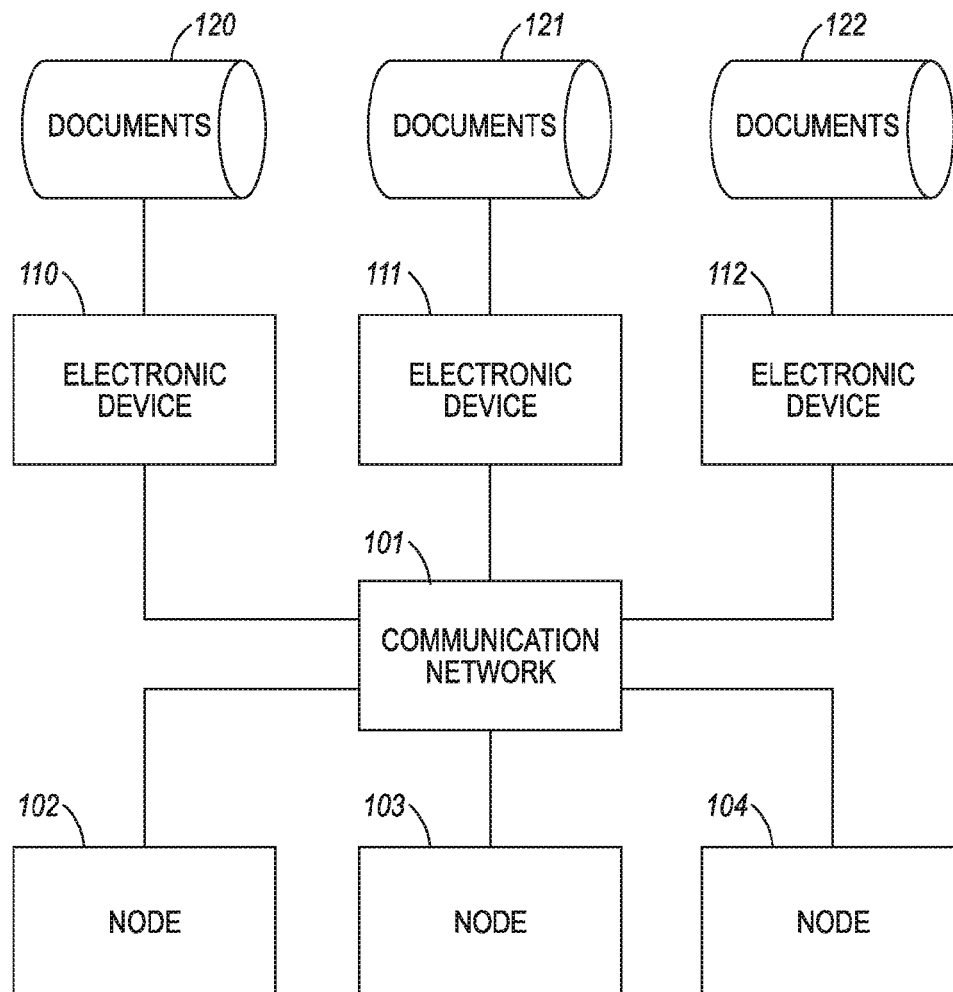 120
121
122
DOCUMENTS
DOCUMENTS
DOCUMENTS
110
111
112
ELECTRONIC
DEVICE
ELECTRONIC
DEVICE
ELECTRONIC
DEVICE
101
COMMUNICATION
NETWORK
102
103
104
NODE
NODE
NODE